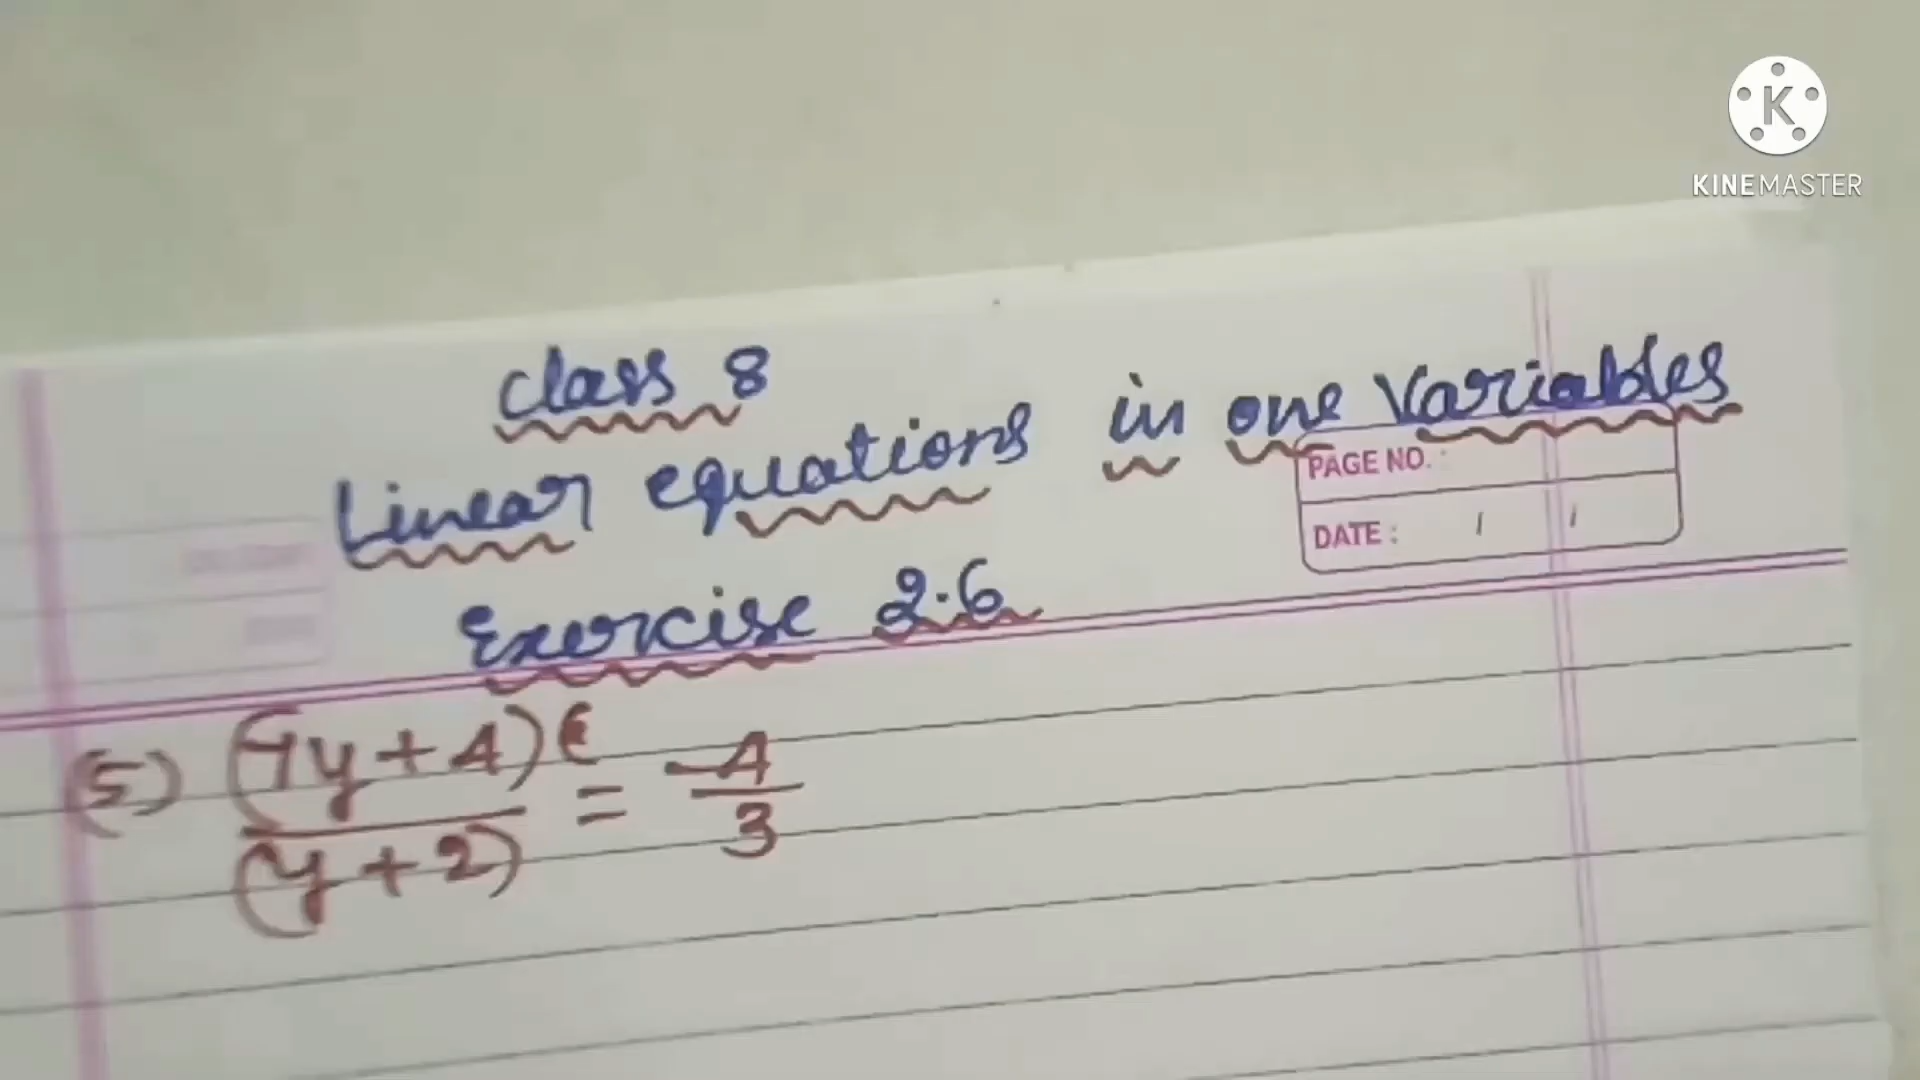 K
KINEMASTER
Class 8
Linear equations in one Variables
PAGE NO. :
DATE : / /
Exercise 2.6
(5) (7y+4) / (y+2) = -4/3